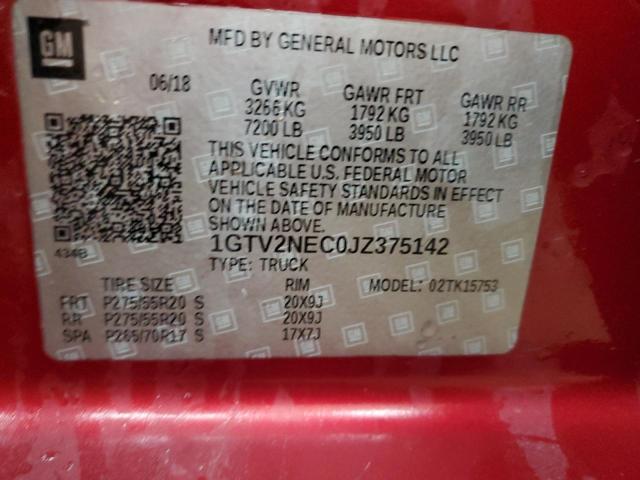 GM
MFD BY GENERAL MOTORS LLC
06/18
GVWR GAWR FRT GAWR RR
3266 KG 1792 KG 1792 KG
7200 LB 3950 LB 3950 LB
THIS VEHICLE CONFORMS TO ALL
APPLICABLE U.S. FEDERAL MOTOR
VEHICLE SAFETY STANDARDS IN EFFECT
ON THE DATE OF MANUFACTURE
SHOWN ABOVE.
1GTV2NEC0JZ375142
434B
TYPE: TRUCK MODEL: 02TK15753
TIRE SIZE RIM
FRT P275/55R20 S 20X9J
RR P275/55R20 S 20X9J
SPA P265/70R17 S 17X7J